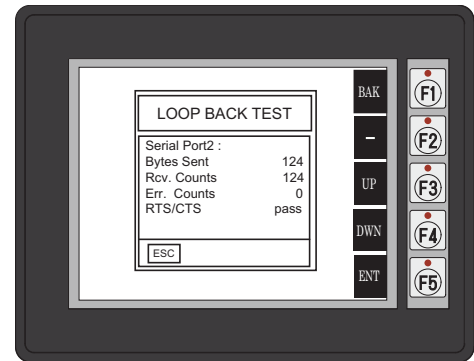 LOOP BACK TEST
Serial Port2 :
Bytes Sent 124
Rcv. Counts 124
Err. Counts 0
RTS/CTS pass
ESC
BAK
–
UP
DWN
ENT
F1
F2
F3
F4
F5